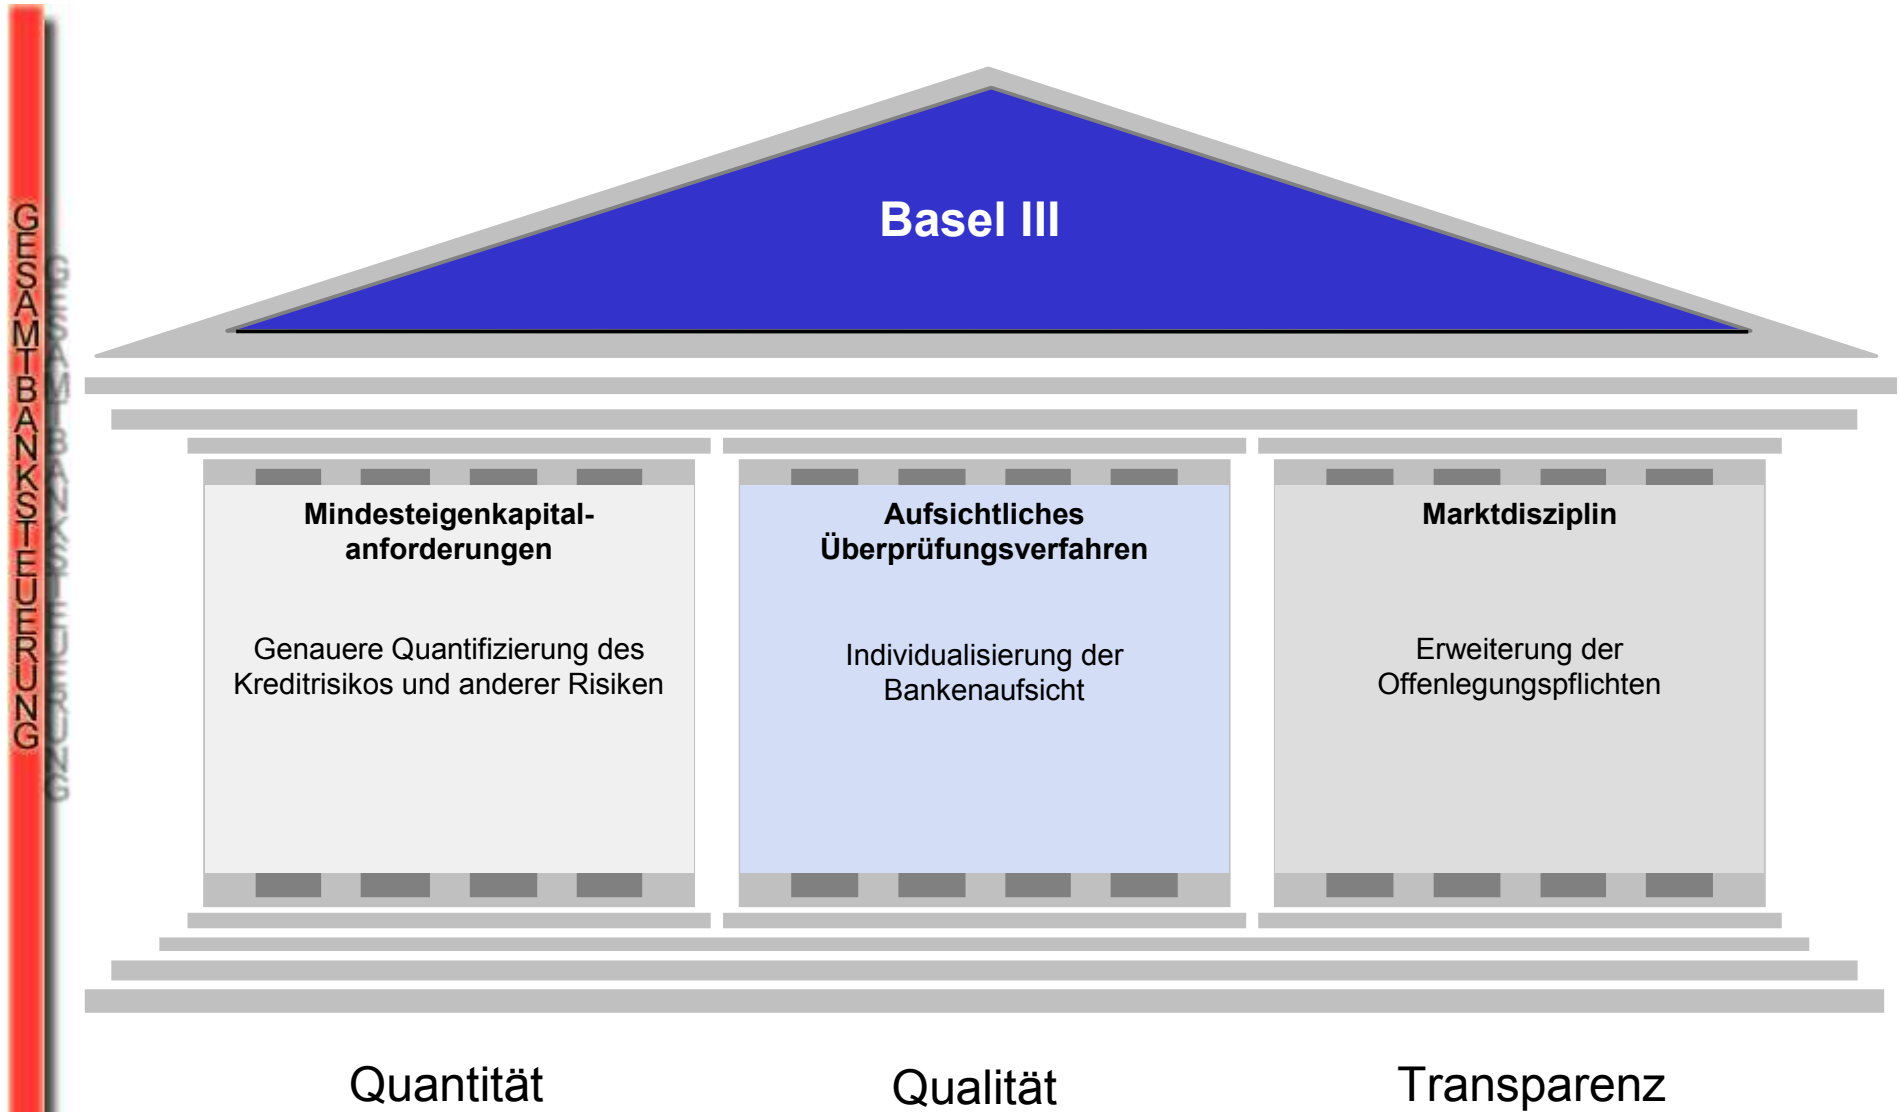 GESAMTBANKSTEUERUNG
Basel III
Mindesteigenkapital-
anforderungen
Genauere Quantifizierung des
Kreditrisikos und anderer Risiken
Aufsichtliches
Überprüfungsverfahren
Individualisierung der
Bankenaufsicht
Marktdisziplin
Erweiterung der
Offenlegungspflichten
Quantität
Qualität
Transparenz